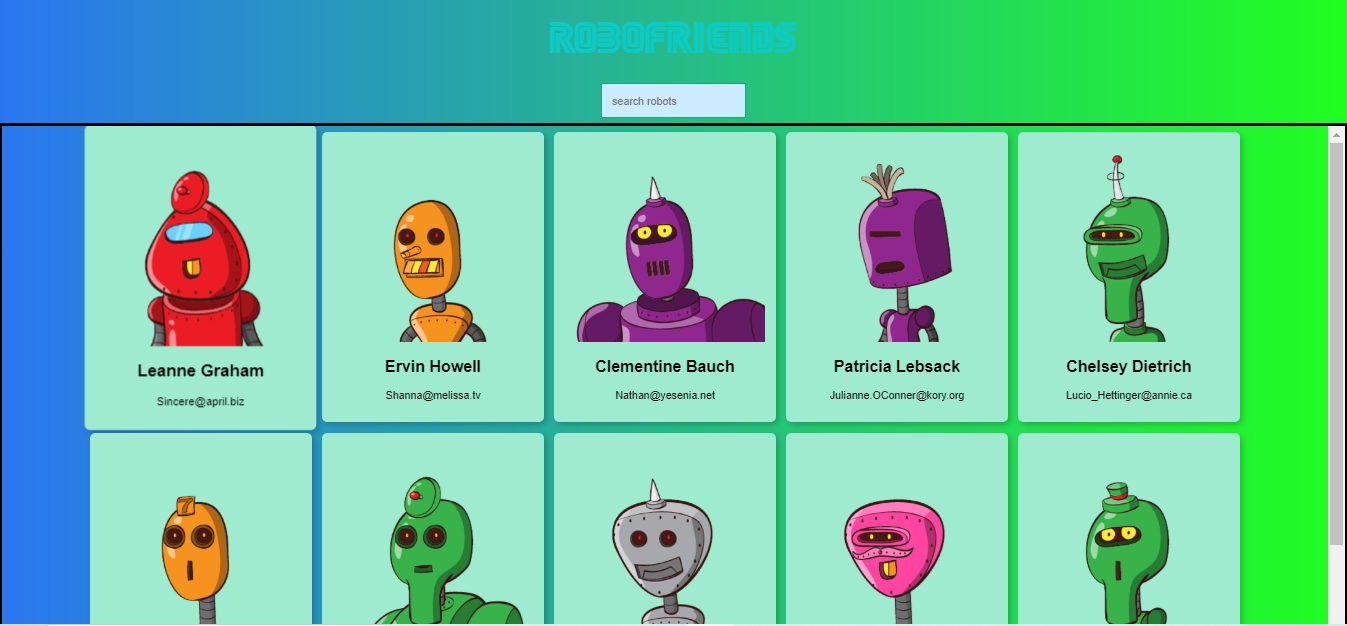 ROBOFRIENDS
search robots
Leanne Graham
Sincere@april.biz
Ervin Howell
Shanna@melissa.tv
Clementine Bauch
Nathan@yesenia.net
Patricia Lebsack
Julianne.OConner@kory.org
Chelsey Dietrich
Lucio_Hettinger@annie.ca
7